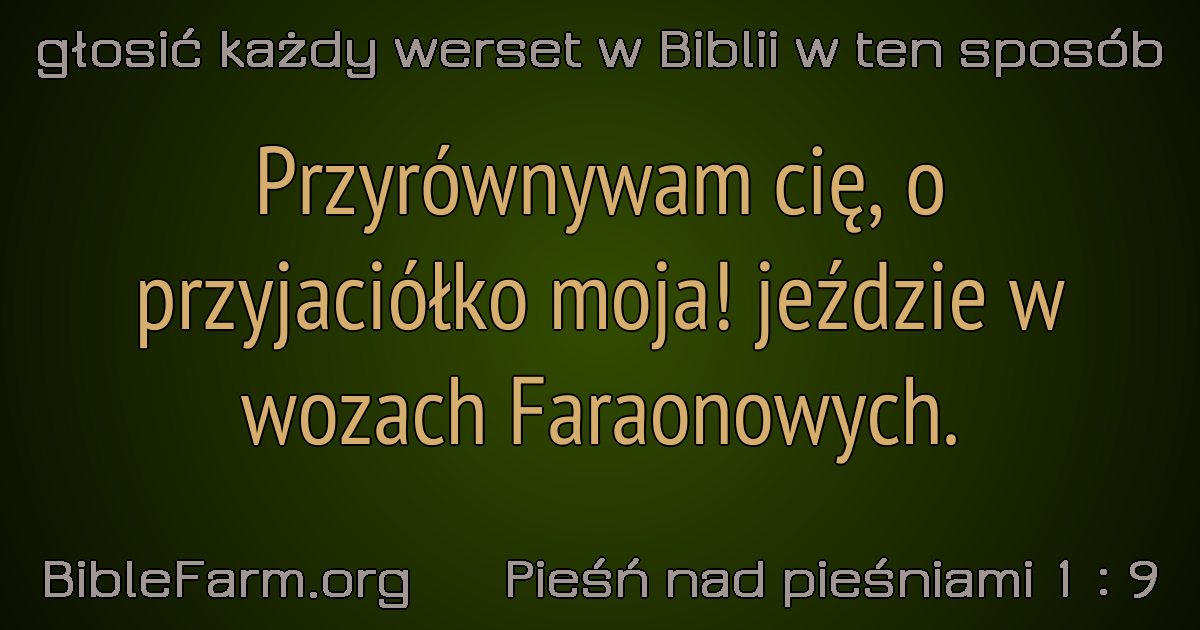 głosić każdy werset w Biblii w ten sposób
Przyrównywam cię, o
przyjaciółko moja! jeździe w
wozach Faraonowych.
BibleFarm.org Pieśń nad pieśniami 1 : 9